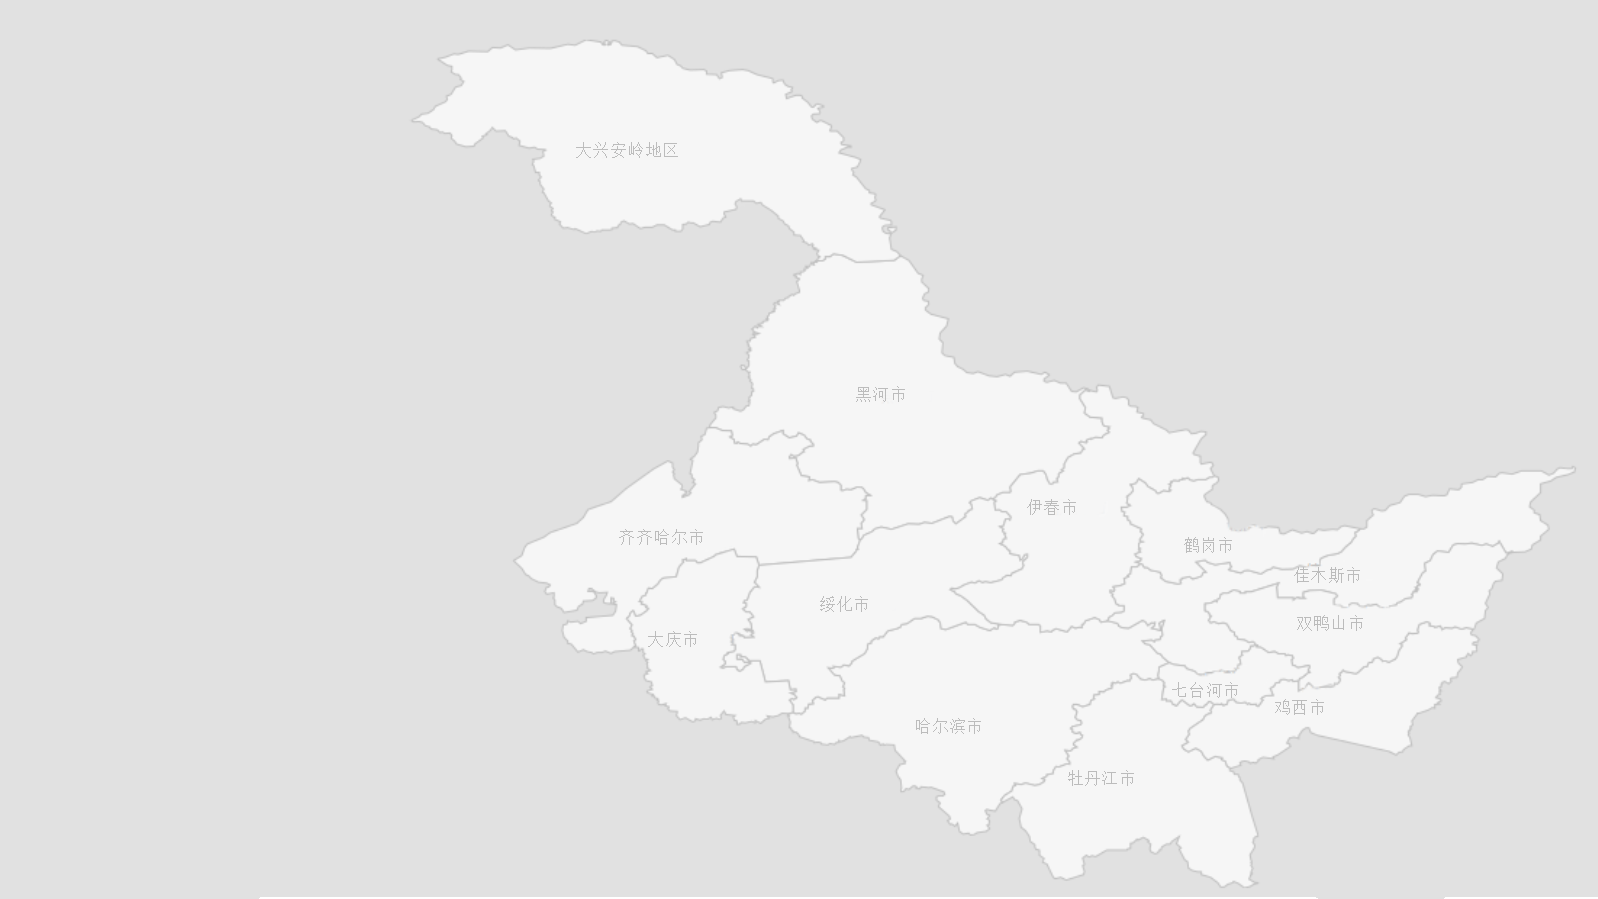 大兴安岭地区
黑河市
伊春市
齐齐哈尔市
鹤岗市
佳木斯市
绥化市
双鸭山市
大庆市
七台河市
鸡西市
哈尔滨市
牡丹江市